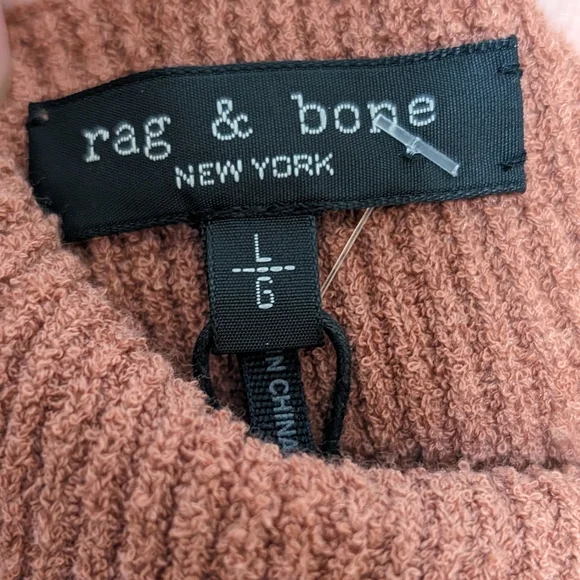 rag & bone
NEW YORK
L
G
N CHINA